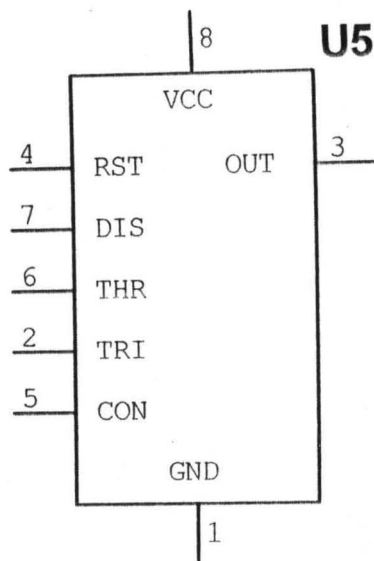 8 U5
VCC
4 RST OUT 3
7 DIS
6 THR
2 TRI
5 CON
GND
1